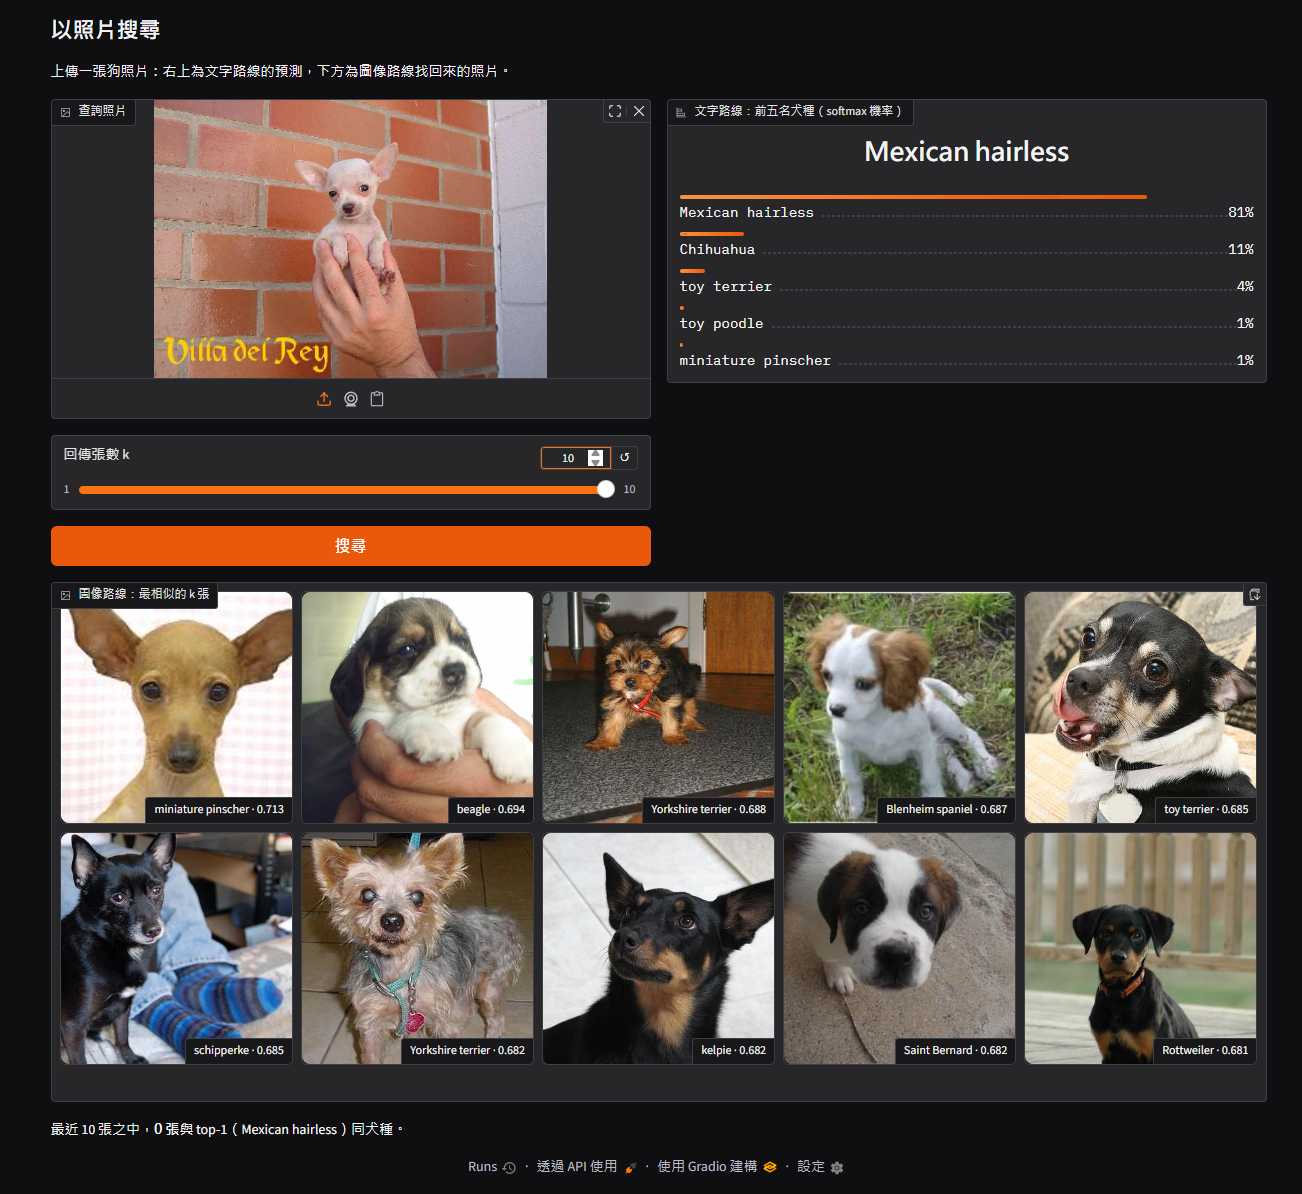 以照片搜尋
上傳一張狗照片：右上為文字路線的預測，下方為圖像路線找回來的照片。
查詢照片
Villa del Rey
文字路線：前五名犬種（softmax 機率）
Mexican hairless
Mexican hairless 81%
Chihuahua 11%
toy terrier 4%
toy poodle 1%
miniature pinscher 1%
回傳張數 k
10
1
10
搜尋
圖像路線：最相似的 k 張
miniature pinscher · 0.713
beagle · 0.694
Yorkshire terrier · 0.688
Blenheim spaniel · 0.687
toy terrier · 0.685
schipperke · 0.685
Yorkshire terrier · 0.682
kelpie · 0.682
Saint Bernard · 0.682
Rottweiler · 0.681
最近 10 張之中，0 張與 top-1（Mexican hairless）同犬種。
Runs · 透過 API 使用 · 使用 Gradio 建構 · 設定